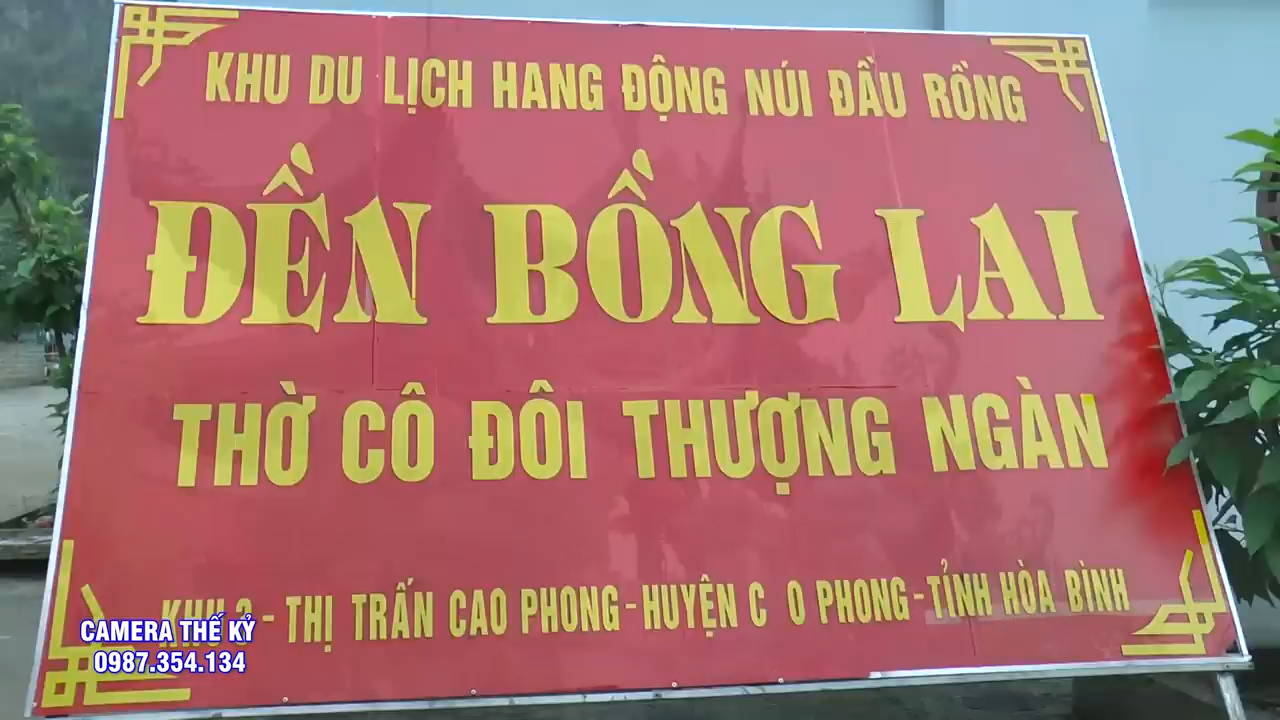 KHU DU LỊCH HANG ĐỘNG NÚI ĐẦU RỒNG
ĐỀN BỒNG LAI
THỜ CÔ ĐÔI THƯỢNG NGÀN
KHU 3 - THỊ TRẤN CAO PHONG - HUYỆN C O PHONG - TỈNH HÒA BÌNH
CAMERA THẾ KỶ
0987.354.134